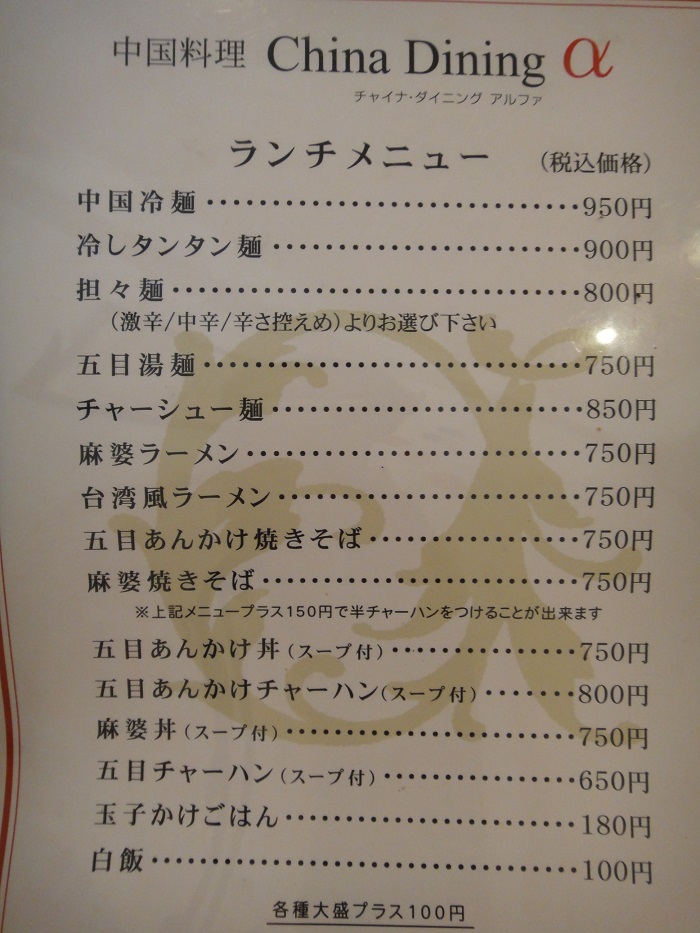 中国料理 China Dining α
チャイナ・ダイニング アルファ
ランチメニュー （税込価格）
中国冷麺・・・・・・・・・・・・・・・・・・・・・・・・・・950円
冷しタンタン麺・・・・・・・・・・・・・・・・・・・・・900円
担々麺・・・・・・・・・・・・・・・・・・・・・・・・・・・・800円
（激辛/中辛/辛さ控えめ）よりお選び下さい
五目湯麺・・・・・・・・・・・・・・・・・・・・・・・・・・750円
チャーシュー麺・・・・・・・・・・・・・・・・・・・・・850円
麻婆ラーメン・・・・・・・・・・・・・・・・・・・・・・・750円
台湾風ラーメン・・・・・・・・・・・・・・・・・・・・・750円
五目あんかけ焼きそば・・・・・・・・・・・・・・・750円
麻婆焼きそば・・・・・・・・・・・・・・・・・・・・・・750円
※上記メニュープラス150円で半チャーハンをつけることが出来ます
五目あんかけ丼（スープ付）・・・・・・・・・・・・・750円
五目あんかけチャーハン（スープ付）・・・・・・・800円
麻婆丼（スープ付）・・・・・・・・・・・・・・・・・・・・750円
五目チャーハン（スープ付）・・・・・・・・・・・・・・650円
玉子かけごはん・・・・・・・・・・・・・・・・・・・・180円
白飯・・・・・・・・・・・・・・・・・・・・・・・・・・・・・・100円
各種大盛プラス100円